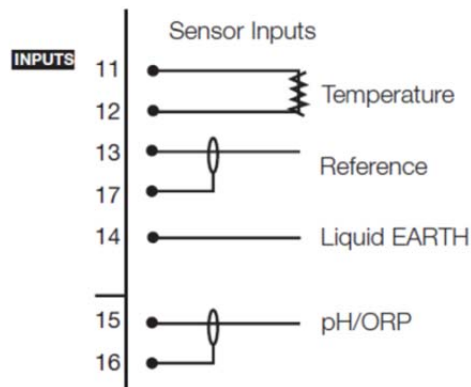 Sensor Inputs
INPUTS
11
12
Temperature
13
17
Reference
14
Liquid EARTH
15
pH/ORP
16